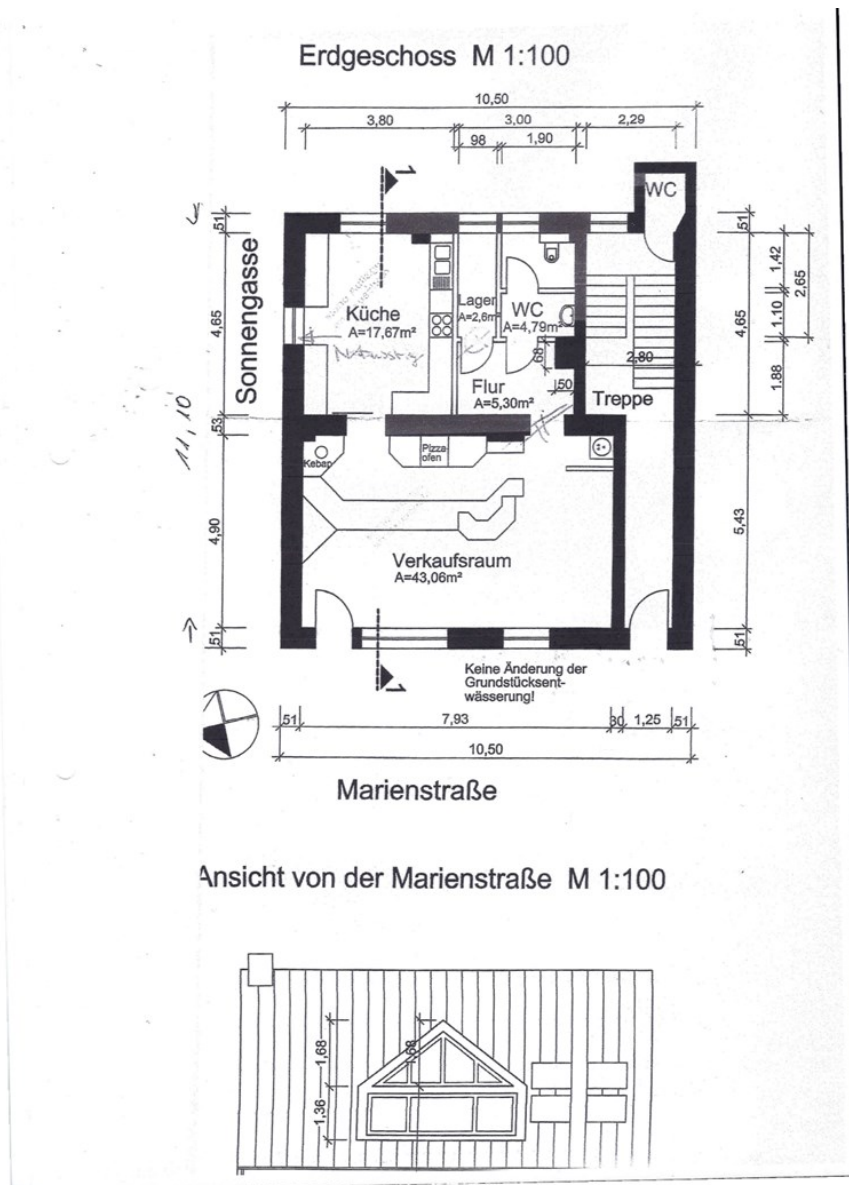 Erdgeschoss M 1:100
10,50
3,80
3,00
2,29
98
1,90
1
WC
51
51
Sonnengasse
4,65
Küche
A=17,67m²
Lager
A=2,6m²
WC
A=4,79m²
1,42
1.10
2,65
4,65
2,80
68
Flur
A=5,30m²
50
Treppe
1.88
11,10
53
Kebap
Pizza-
ofen
4,90
5,43
Verkaufsraum
A=43,06m²
51
51
1
Keine Änderung der
Grundstücksent-
wässerung!
51
7,93
30
1,25
51
10,50
Marienstraße
Ansicht von der Marienstraße M 1:100
1,68
1,68
1,36